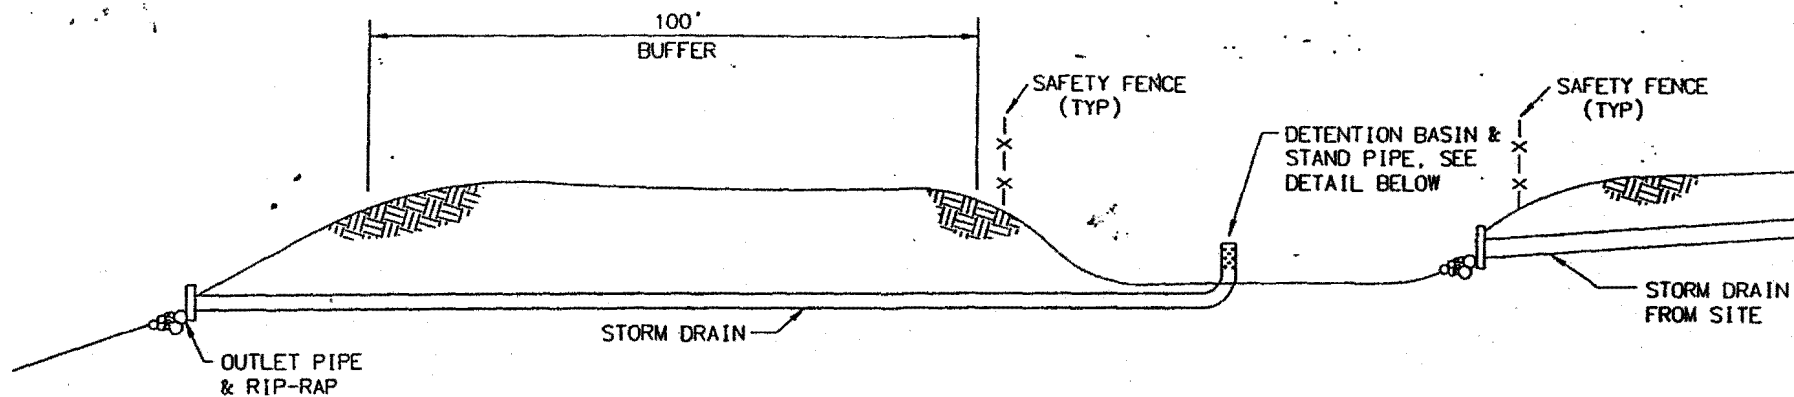 100'
BUFFER
SAFETY FENCE
(TYP)
SAFETY FENCE
(TYP)
DETENTION BASIN &
STAND PIPE, SEE
DETAIL BELOW
STORM DRAIN
FROM SITE
STORM DRAIN
OUTLET PIPE
& RIP-RAP